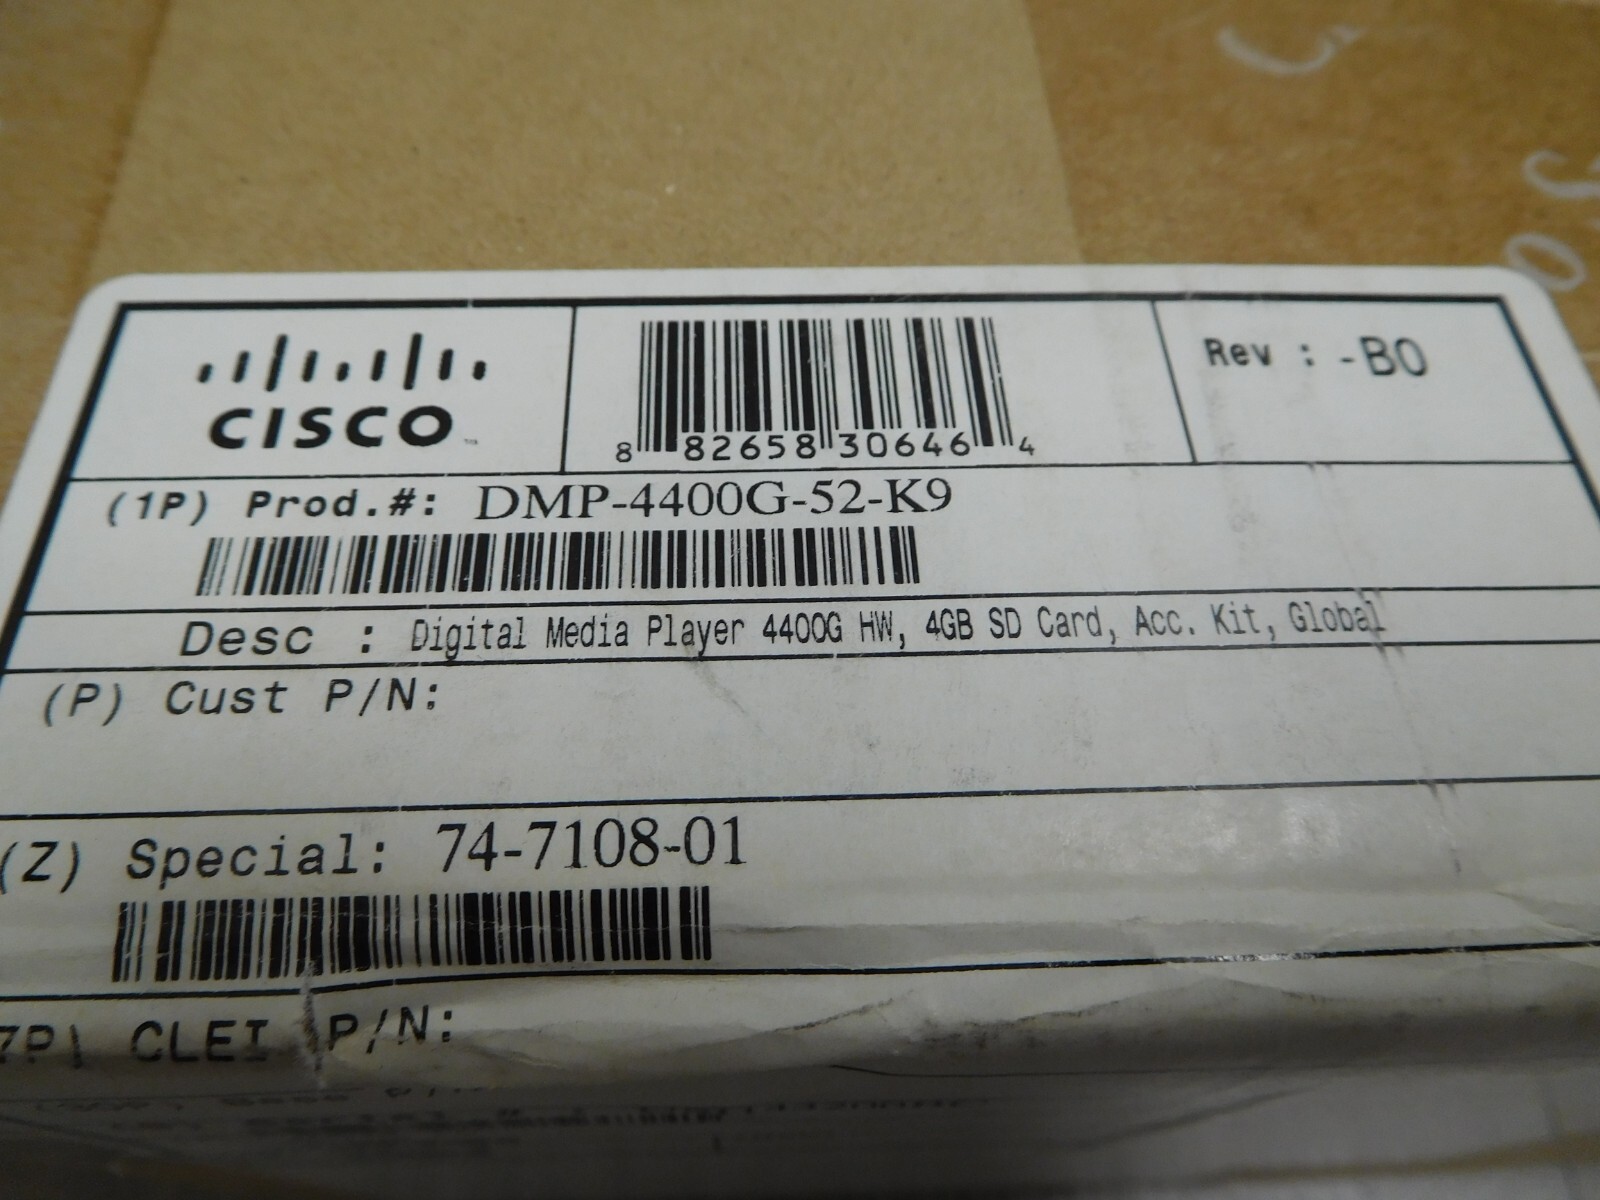 CISCO
8 82658 30646 4
Rev : -B0
(1P) Prod.#: DMP-4400G-52-K9
Desc : Digital Media Player 4400G HW, 4GB SD Card, Acc. Kit, Global
(P) Cust P/N:
(Z) Special: 74-7108-01
7P) CLEI P/N: